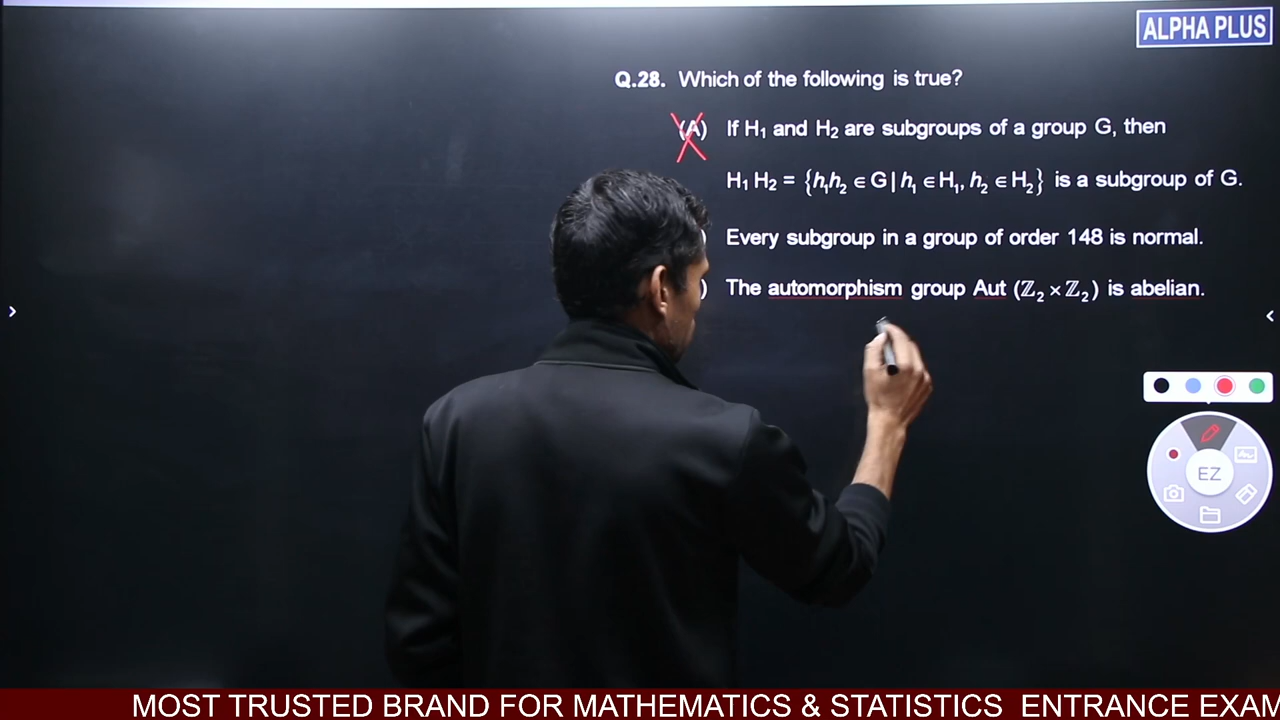 ALPHA PLUS
Q.28. Which of the following is true?
(A) If H₁ and H₂ are subgroups of a group G, then
H₁ H₂ = {h₁h₂ ∈ G | h₁ ∈ H₁, h₂ ∈ H₂} is a subgroup of G.
) Every subgroup in a group of order 148 is normal.
) The automorphism group Aut (ℤ₂ × ℤ₂) is abelian.
EZ
MOST TRUSTED BRAND FOR MATHEMATICS & STATISTICS ENTRANCE EXAM